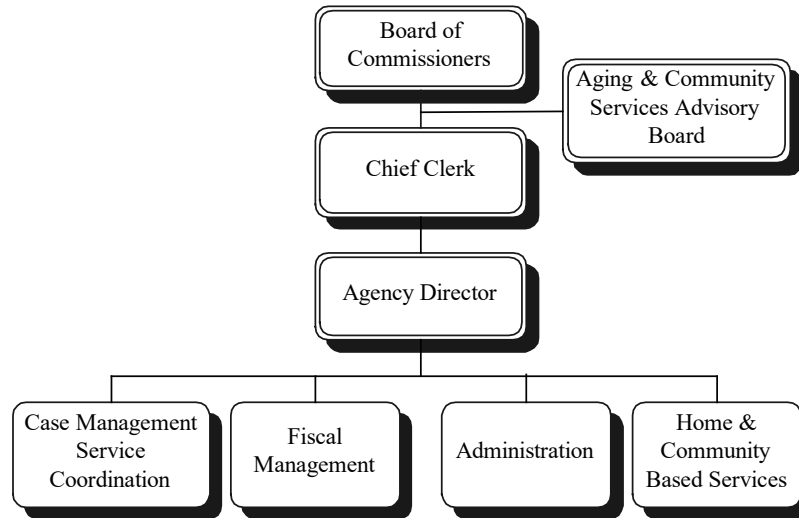 Board of
Commissioners
Aging & Community
Services Advisory
Board
Chief Clerk
Agency Director
Case Management
Service
Coordination
Fiscal
Management
Administration
Home &
Community
Based Services